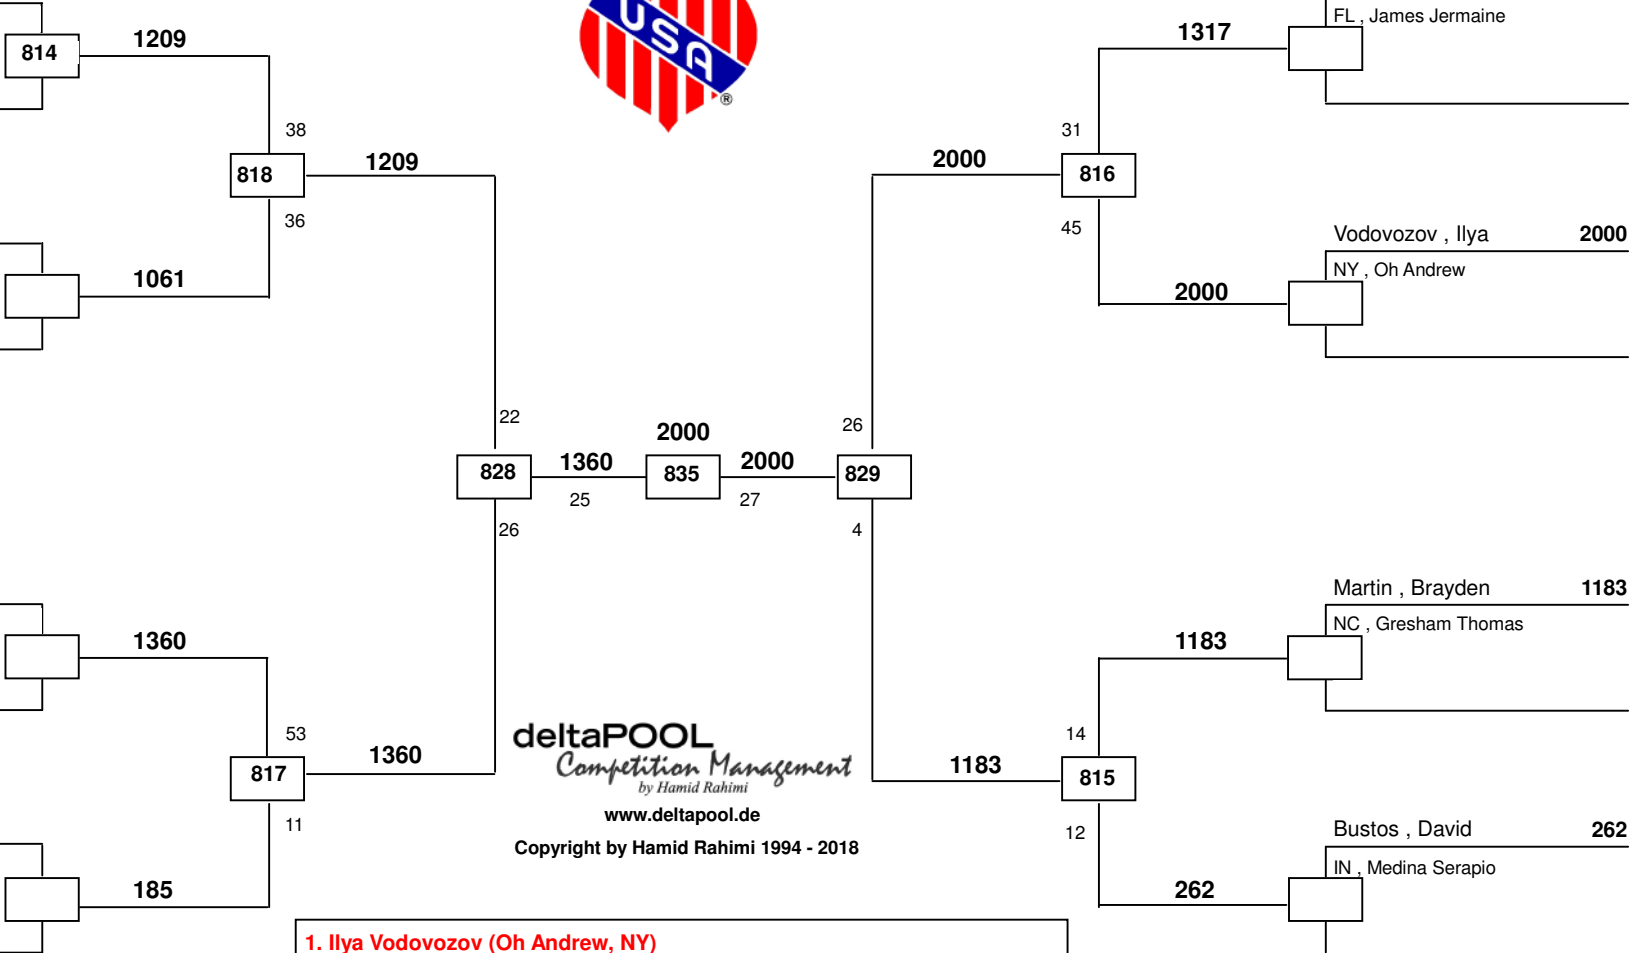 USA
®
FL , James Jermaine
814
1209
1317
38
31
818
1209
2000
816
36
45
Vodovozov , Ilya 2000
NY , Oh Andrew
1061
2000
22
26
2000
828
1360
835
2000
829
25
27
26
4
Martin , Brayden 1183
NC , Gresham Thomas
1360
1183
53
14
817
1360
1183
815
11
12
deltaPOOL
Competition Management
by Hamid Rahimi
www.deltapool.de
Copyright by Hamid Rahimi 1994 - 2018
Bustos , David 262
IN , Medina Serapio
185
262
1. Ilya Vodovozov (Oh Andrew, NY)